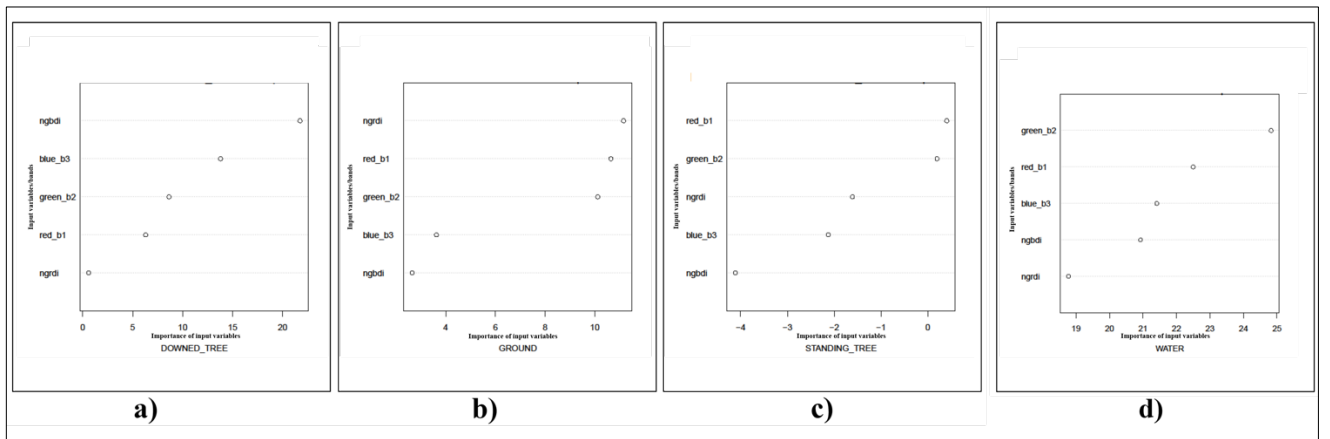 Input variables/bands
ngbdi
blue_b3
green_b2
red_b1
ngrdi
0 5 10 15 20
Importance of input variables
DOWNED_TREE
a)
Input variables/bands
ngrdi
red_b1
green_b2
blue_b3
ngbdi
4 6 8 10
Importance of input variables
GROUND
b)
Input variables/bands
red_b1
green_b2
ngrdi
blue_b3
ngbdi
−4 −3 −2 −1 0
Importance of input variables
STANDING_TREE
c)
Input variables/bands
green_b2
red_b1
blue_b3
ngbdi
ngrdi
19 20 21 22 23 24 25
Importance of input variables
WATER
d)